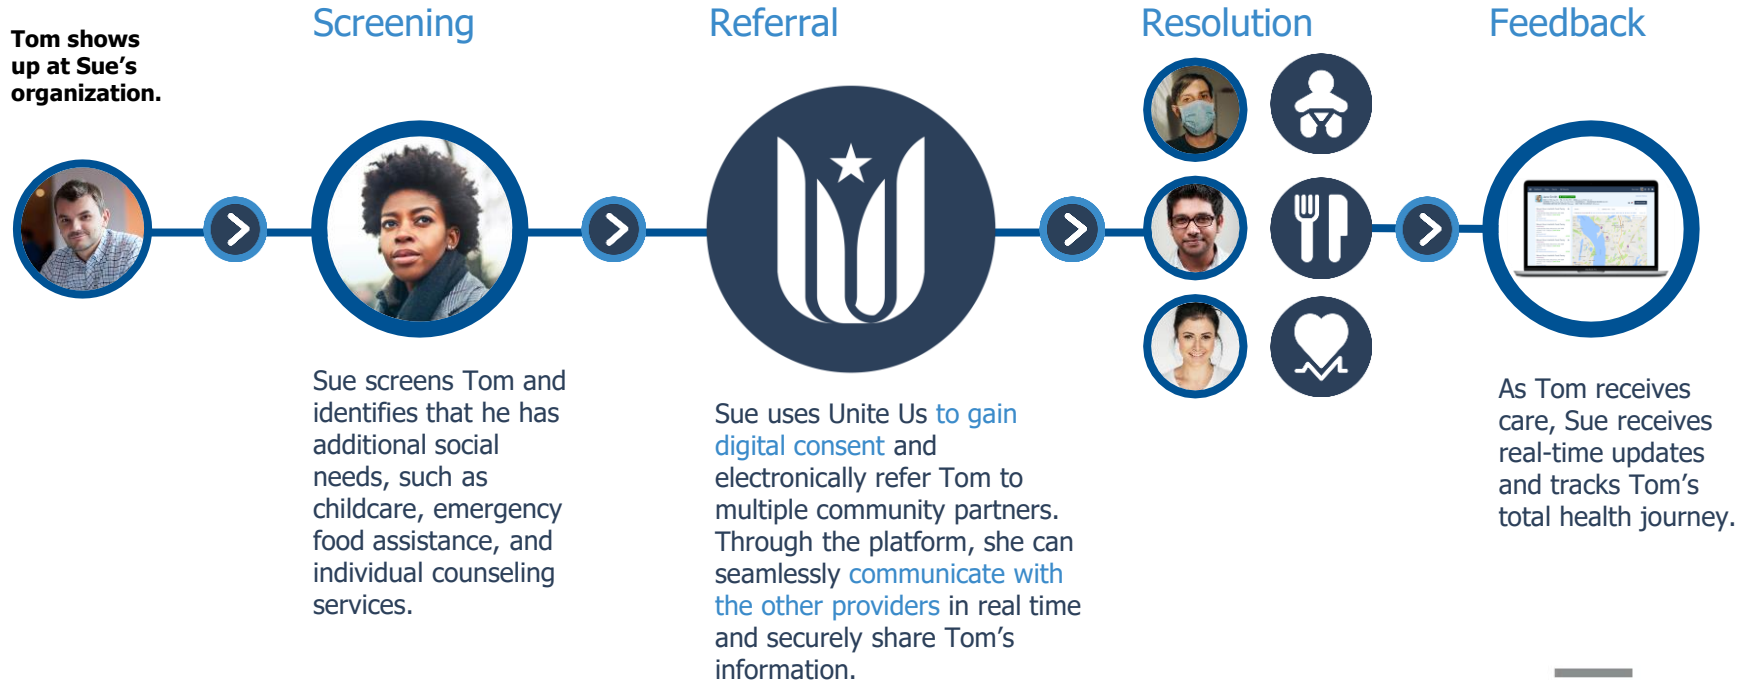 Tom shows
up at Sue’s
organization.
Screening
Sue screens Tom and
identifies that he has
additional social
needs, such as
childcare, emergency
food assistance, and
individual counseling
services.
Referral
Sue uses Unite Us to gain
digital consent and
electronically refer Tom to
multiple community partners.
Through the platform, she can
seamlessly communicate with
the other providers in real time
and securely share Tom’s
information.
Resolution
Feedback
As Tom receives
care, Sue receives
real-time updates
and tracks Tom’s
total health journey.